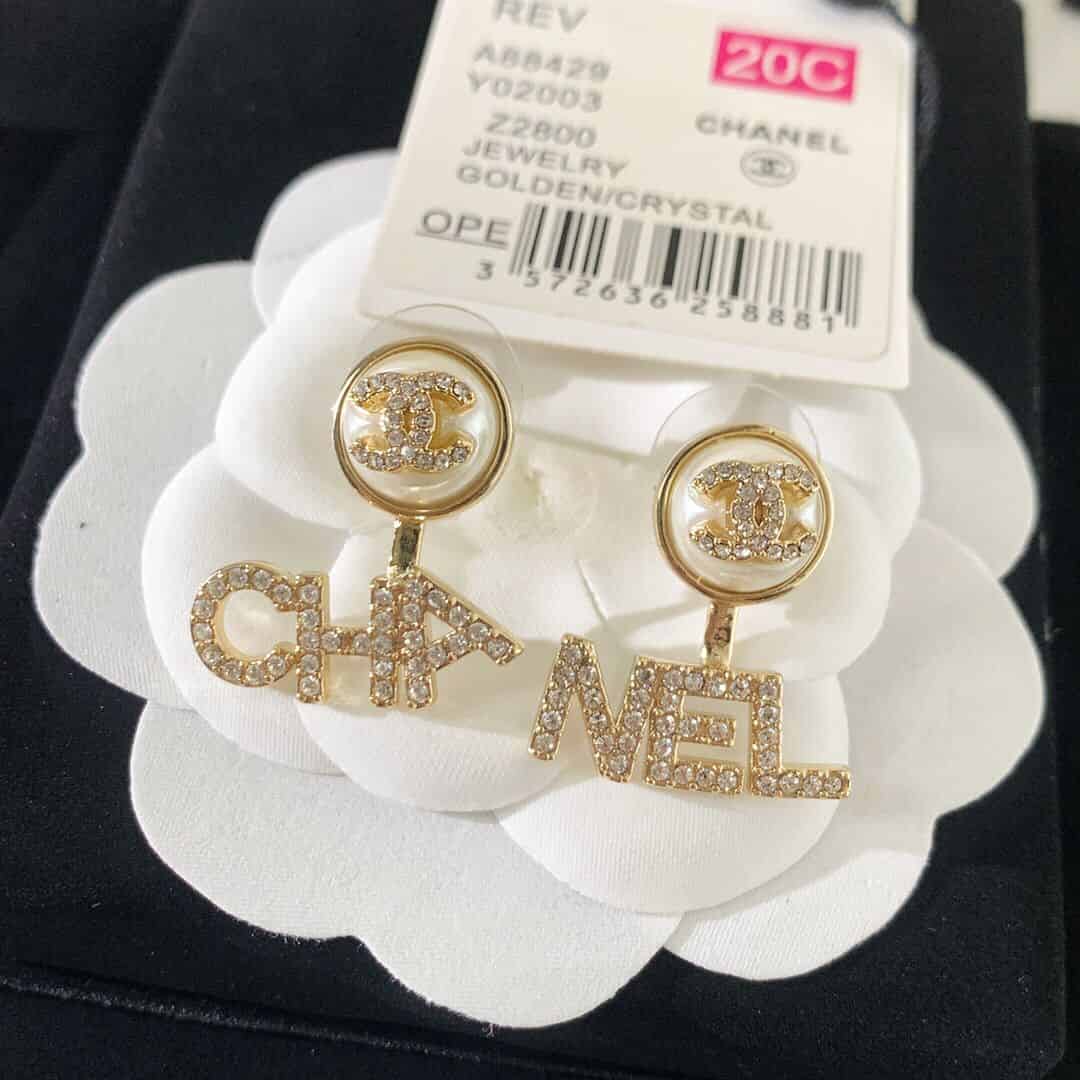 REV
20C
A88429
Y02003
Z2800
CHANEL
JEWELRY
GOLDEN/CRYSTAL
OPE
3 572636 258881
CHA
NEL